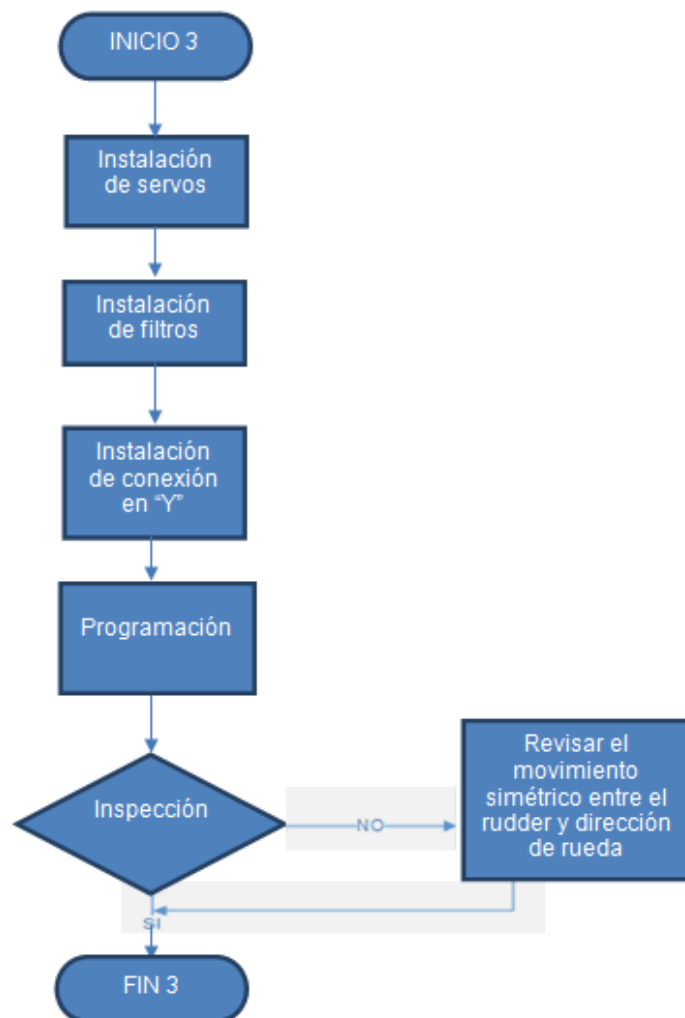 INICIO 3
Instalación
de servos
Instalación
de filtros
Instalación
de conexión
en “Y”
Programación
Inspección
NO
Revisar el
movimiento
simétrico entre el
rudder y dirección
de rueda
SI
FIN 3